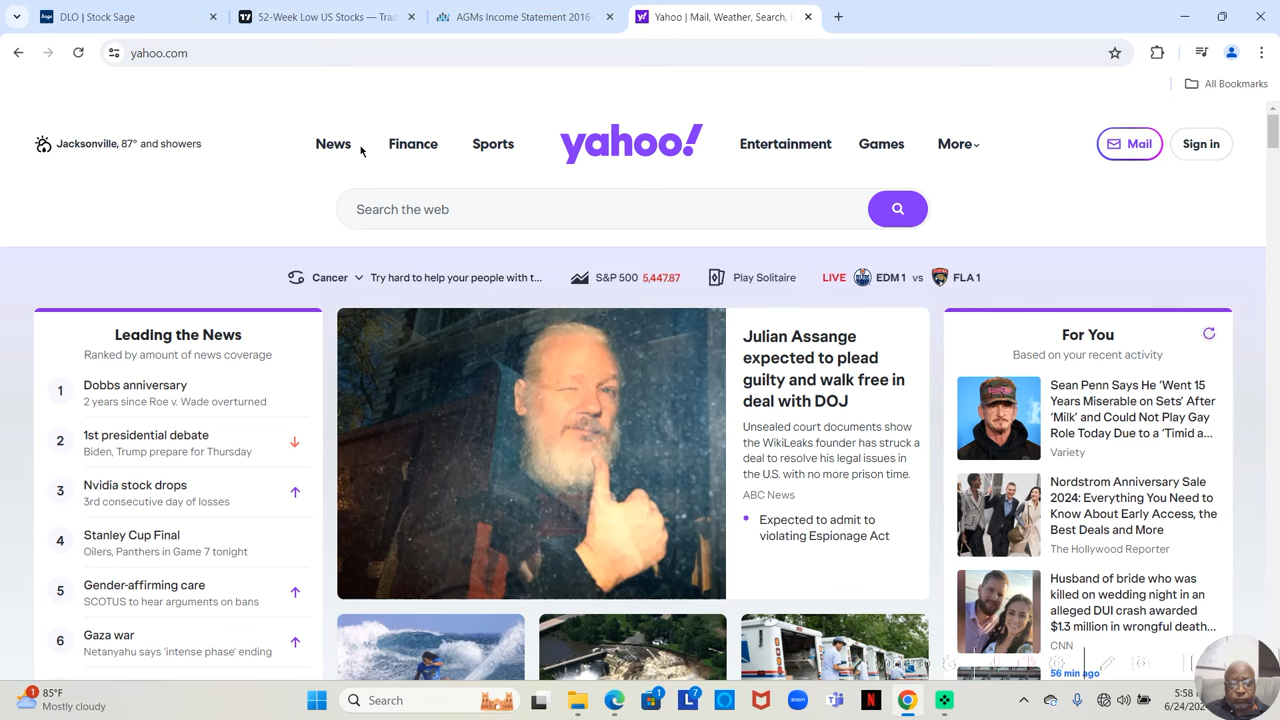 DLO | Stock Sage
52-Week Low US Stocks – Trad
AGM Income Statement 2016-
Yahoo | Mail, Weather, Search, P
yahoo.com
All Bookmarks
Jacksonville, 87° and showers
News
Finance
Sports
yahoo!
Entertainment
Games
More
Mail
Sign in
Search the web
Cancer
Try hard to help your people with t...
S&P 500 5,447.87
Play Solitaire
LIVE EDM 1 vs FLA 1
Leading the News
Ranked by amount of news coverage
1 Dobbs anniversary
2 years since Roe v. Wade overturned
2 1st presidential debate
Biden, Trump prepare for Thursday
3 Nvidia stock drops
3rd consecutive day of losses
4 Stanley Cup Final
Oilers, Panthers in Game 7 tonight
5 Gender-affirming care
SCOTUS to hear arguments on bans
6 Gaza war
Netanyahu says 'intense phase' ending
Julian Assange
expected to plead
guilty and walk free in
deal with DOJ
Unsealed court documents show
the WikiLeaks founder has struck a
deal to resolve his legal issues in
the U.S. with no more prison time.
ABC News
Expected to admit to
violating Espionage Act
For You
Based on your recent activity
Sean Penn Says He 'Went 15
Years Miserable on Sets' After
'Milk' and Could Not Play Gay
Role Today Due to a 'Timid a...
Variety
Nordstrom Anniversary Sale
2024: Everything You Need to
Know About Early Access, the
Best Deals and More
The Hollywood Reporter
Husband of bride who was
killed on wedding night in an
alleged DUI crash awarded
$1.3 million in wrongful death...
CNN
56 min ago
1
85°F
Mostly cloudy
Search
1
7
zoom
5:58
6/24/202